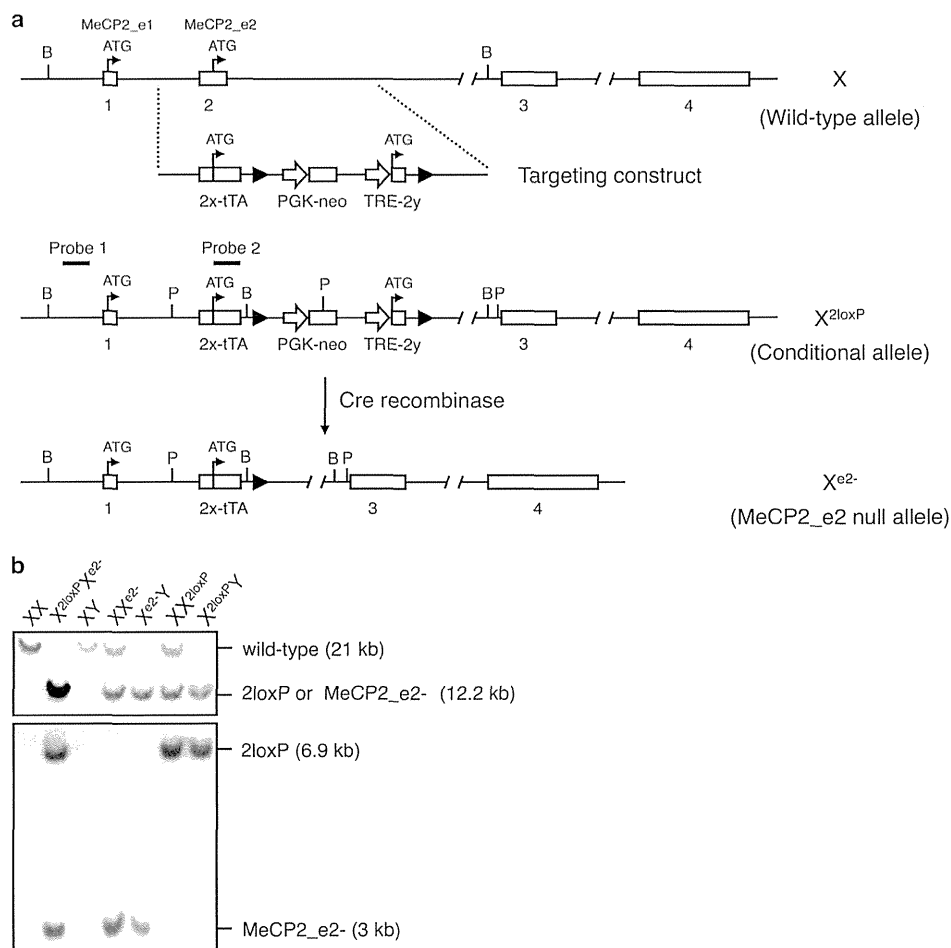 a
MeCP2_e1 MeCP2_e2
B ATG ATG B
1 2 3 4
X
(Wild-type allele)
ATG ATG
2x-tTA PGK-neo TRE-2y
Targeting construct
Probe 1 Probe 2
B ATG P ATG B P ATG B P
1 2x-tTA PGK-neo TRE-2y 3 4
X2loxP
(Conditional allele)
Cre recombinase
B ATG P ATG B B P
1 2x-tTA 3 4
Xe2-
(MeCP2_e2 null allele)
b
XX X2loxPXe2- XY XXe2- Xe2-Y XX2loxP X2loxPY
wild-type (21 kb)
2loxP or MeCP2_e2- (12.2 kb)
2loxP (6.9 kb)
MeCP2_e2- (3 kb)